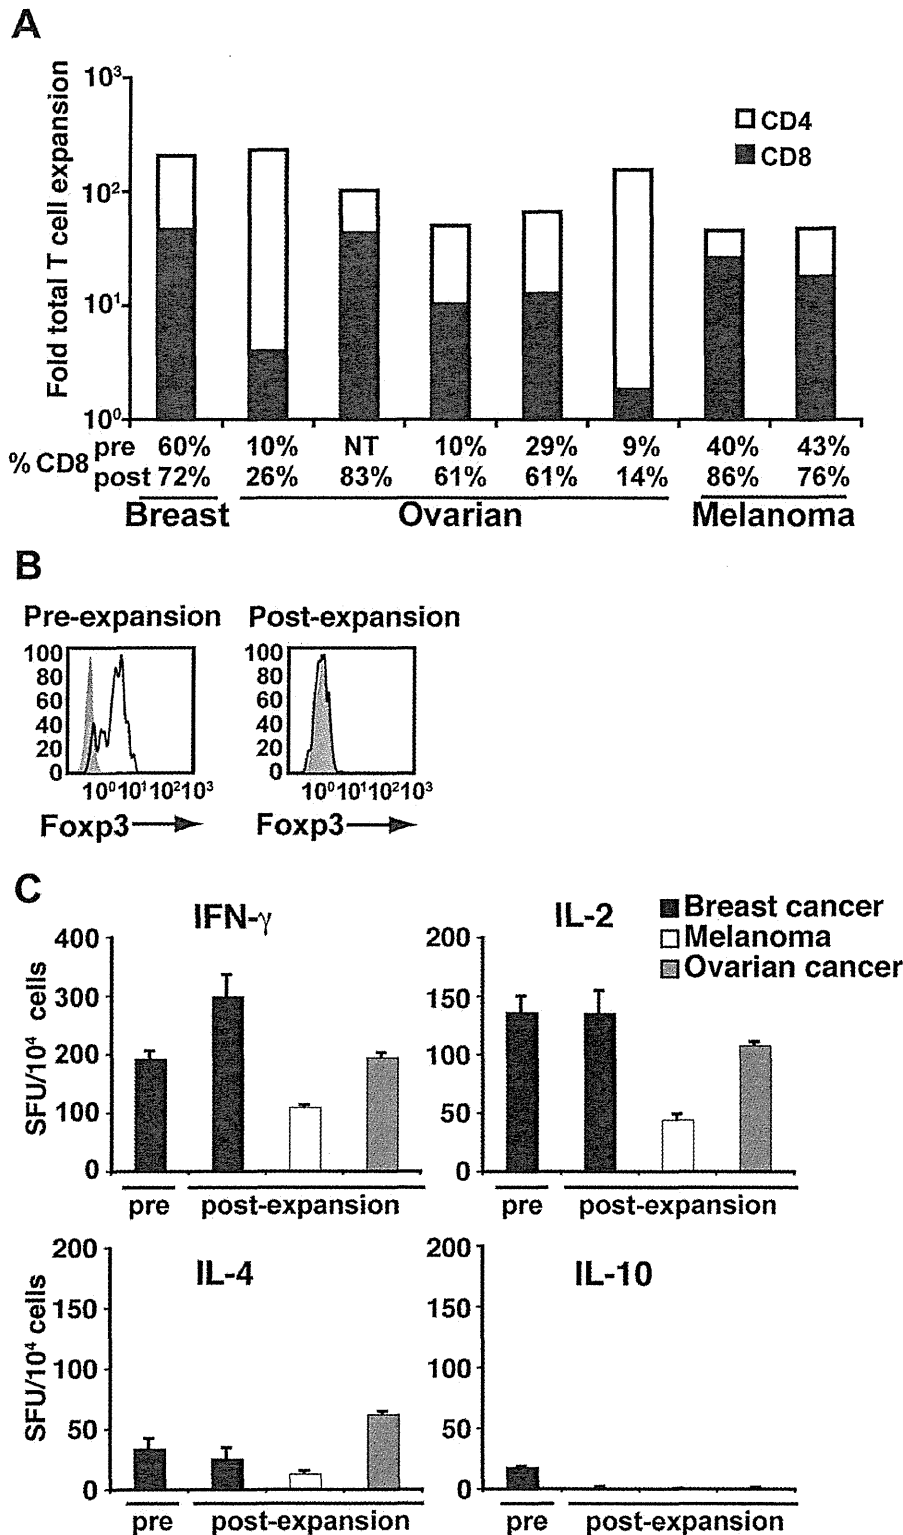 A
Fold total T cell expansion
10³
10²
10¹
10⁰
CD4
CD8
% CD8
pre 60% 10% NT 10% 29% 9% 40% 43%
post 72% 26% 83% 61% 61% 14% 86% 76%
Breast Ovarian Melanoma
B
Pre-expansion Post-expansion
100 100
80 80
60 60
40 40
20 20
0 0
10⁰10¹10²10³ 10⁰10¹10²10³
Foxp3 Foxp3
C
IFN-γ
SFU/10⁴ cells
400
300
200
100
0
pre post-expansion
IL-2
Breast cancer
Melanoma
Ovarian cancer
200
150
100
50
0
pre post-expansion
IL-4
SFU/10⁴ cells
200
150
100
50
0
pre post-expansion
IL-10
200
150
100
50
0
pre post-expansion